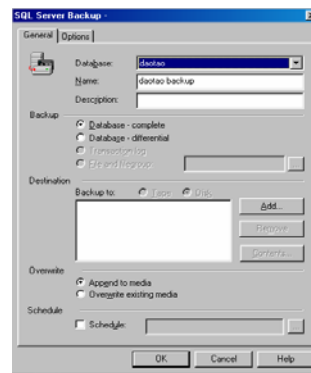 SQL Server Backup -
General Options
Database: daotao
Name: daotao backup
Description:
Backup
Database - complete
Database - differential
Transaction log
File and filegroup:
Destination
Backup to: Tape Disk
Add...
Remove
Contents...
Overwrite
Append to media
Overwrite existing media
Schedule
Schedule:
OK Cancel Help